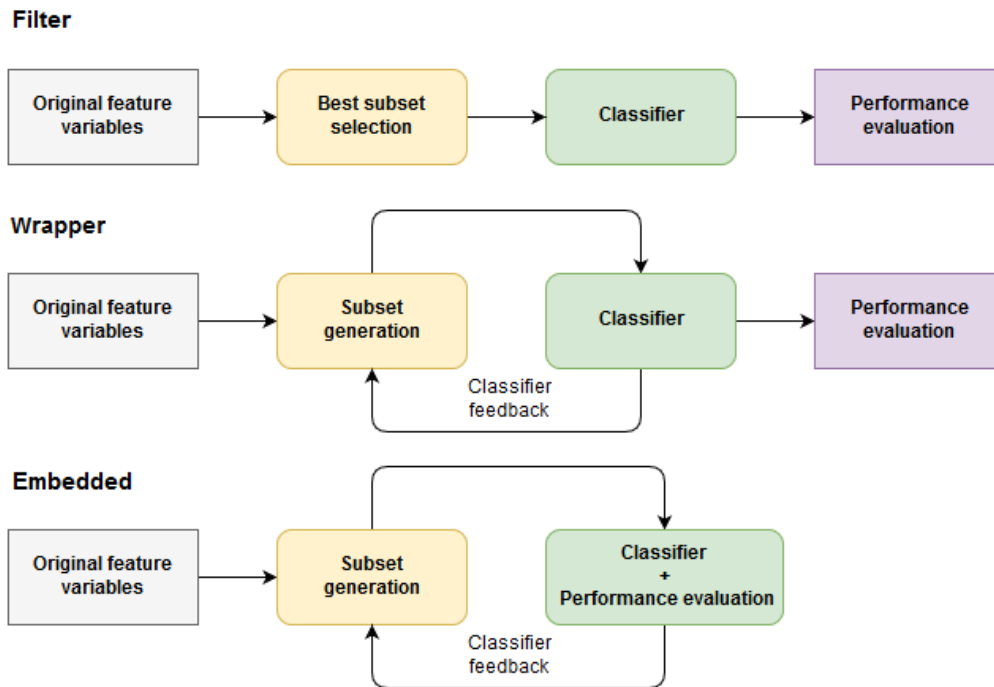 Filter
Original feature
variables
Best subset
selection
Classifier
Performance
evaluation
Wrapper
Original feature
variables
Subset
generation
Classifier
Performance
evaluation
Classifier
feedback
Embedded
Original feature
variables
Subset
generation
Classifier
+
Performance evaluation
Classifier
feedback